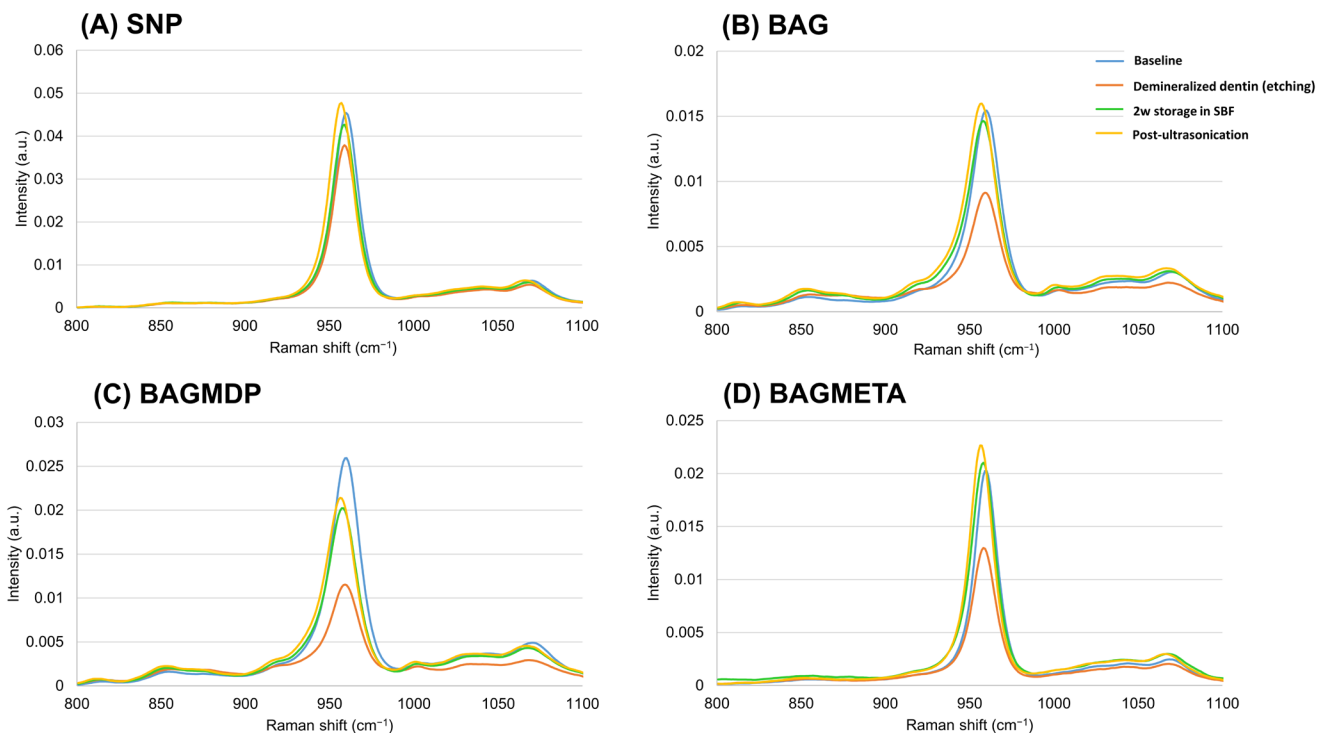 (A) SNP
0.06
0.05
0.04
0.03
0.02
0.01
0
Intensity (a.u.)
800 850 900 950 1000 1050 1100
Raman shift (cm⁻¹)
(B) BAG
0.02
0.015
0.01
0.005
0
Intensity (a.u.)
800 850 900 950 1000 1050 1100
Raman shift (cm⁻¹)
Baseline
Demineralized dentin (etching)
2w storage in SBF
Post-ultrasonication
(C) BAGMDP
0.03
0.025
0.02
0.015
0.01
0.005
0
Intensity (a.u.)
800 850 900 950 1000 1050 1100
Raman shift (cm⁻¹)
(D) BAGMETA
0.025
0.02
0.015
0.01
0.005
0
Intensity (a.u.)
800 850 900 950 1000 1050 1100
Raman shift (cm⁻¹)